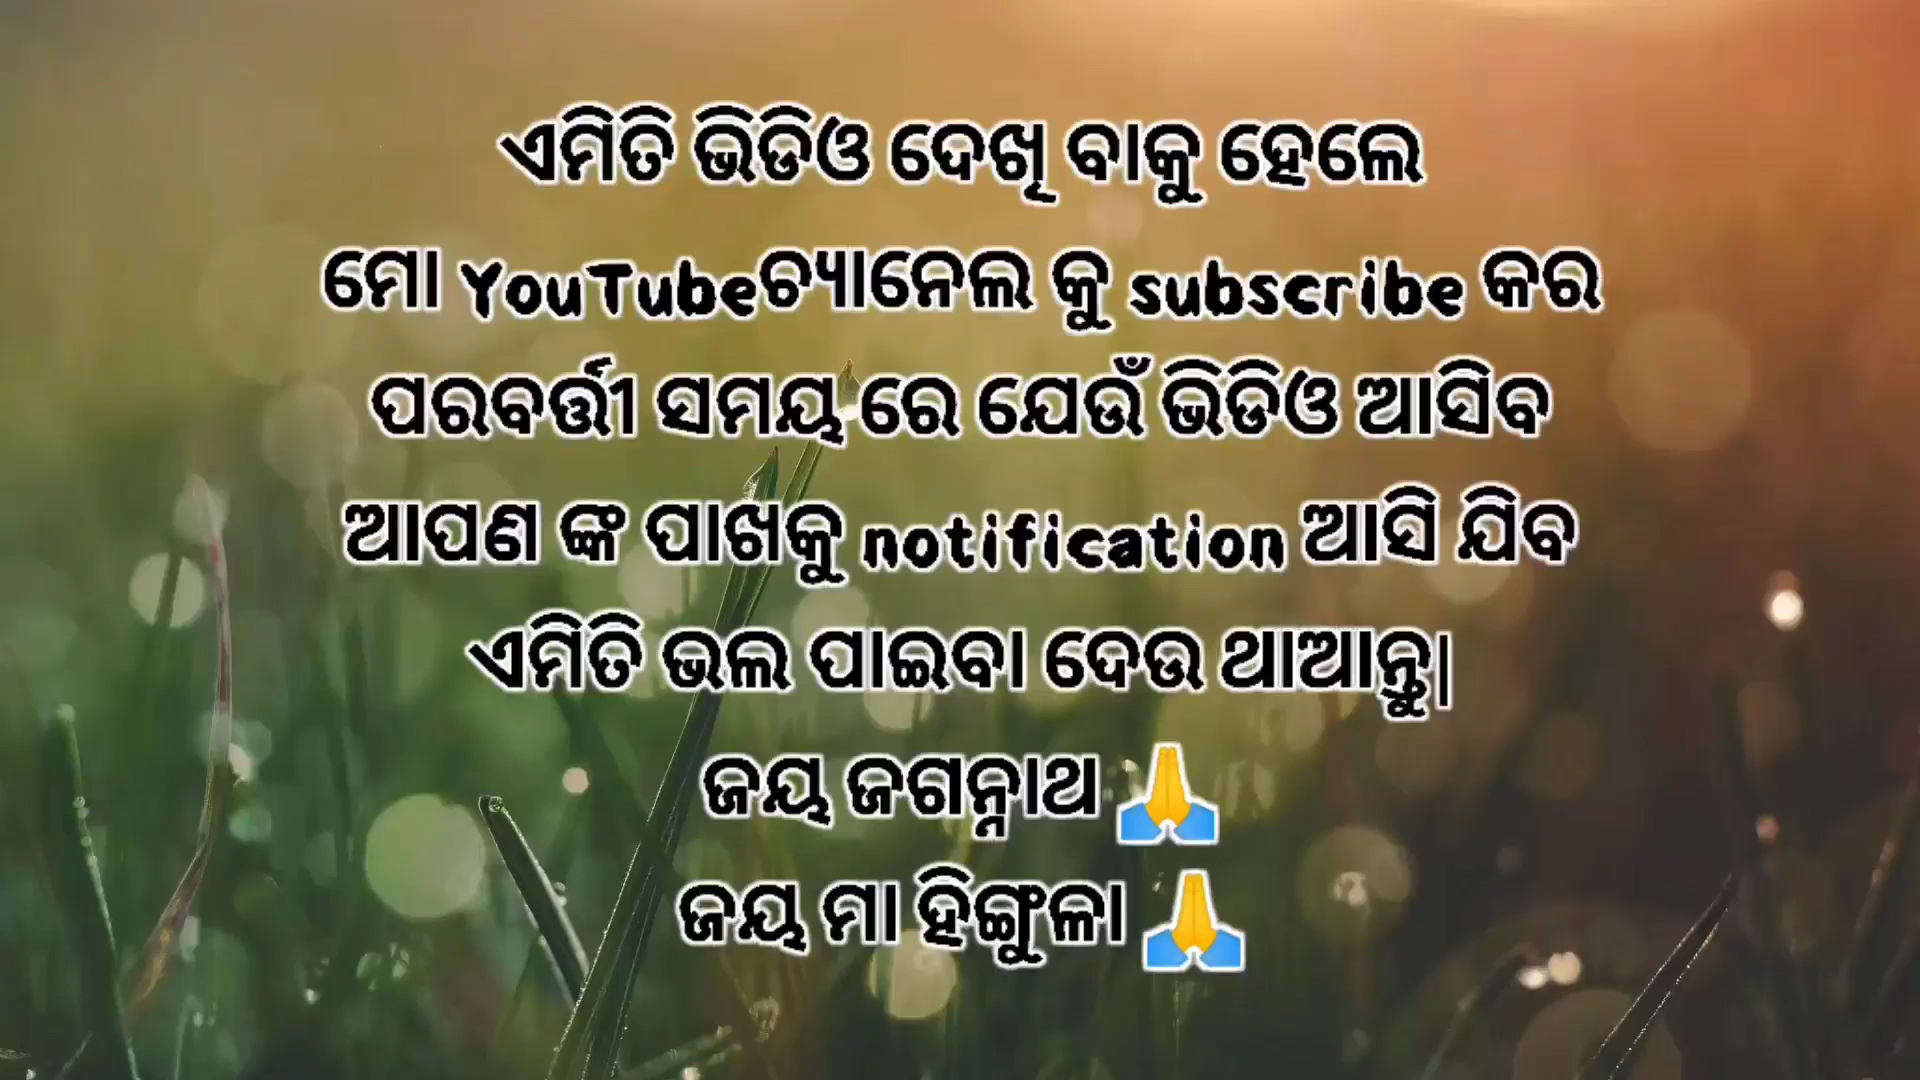 ଏମିତି ଭିଡିଓ ଦେଖି ବାକୁ ହେଲେ
ମୋ YouTubeଚ୍ୟାନେଲ କୁ subscribe କର
ପରବର୍ତ୍ତୀ ସମୟ ରେ ଯେଉଁ ଭିଡିଓ ଆସିବ
ଆପଣ ଙ୍କ ପାଖକୁ notification ଆସି ଯିବ
ଏମିତି ଭଲ ପାଇବା ଦେଉ ଥାଆନ୍ତୁ|
ଜୟ ଜଗନ୍ନାଥ 🙏
ଜୟ ମା ହିଙ୍ଗୁଳା 🙏